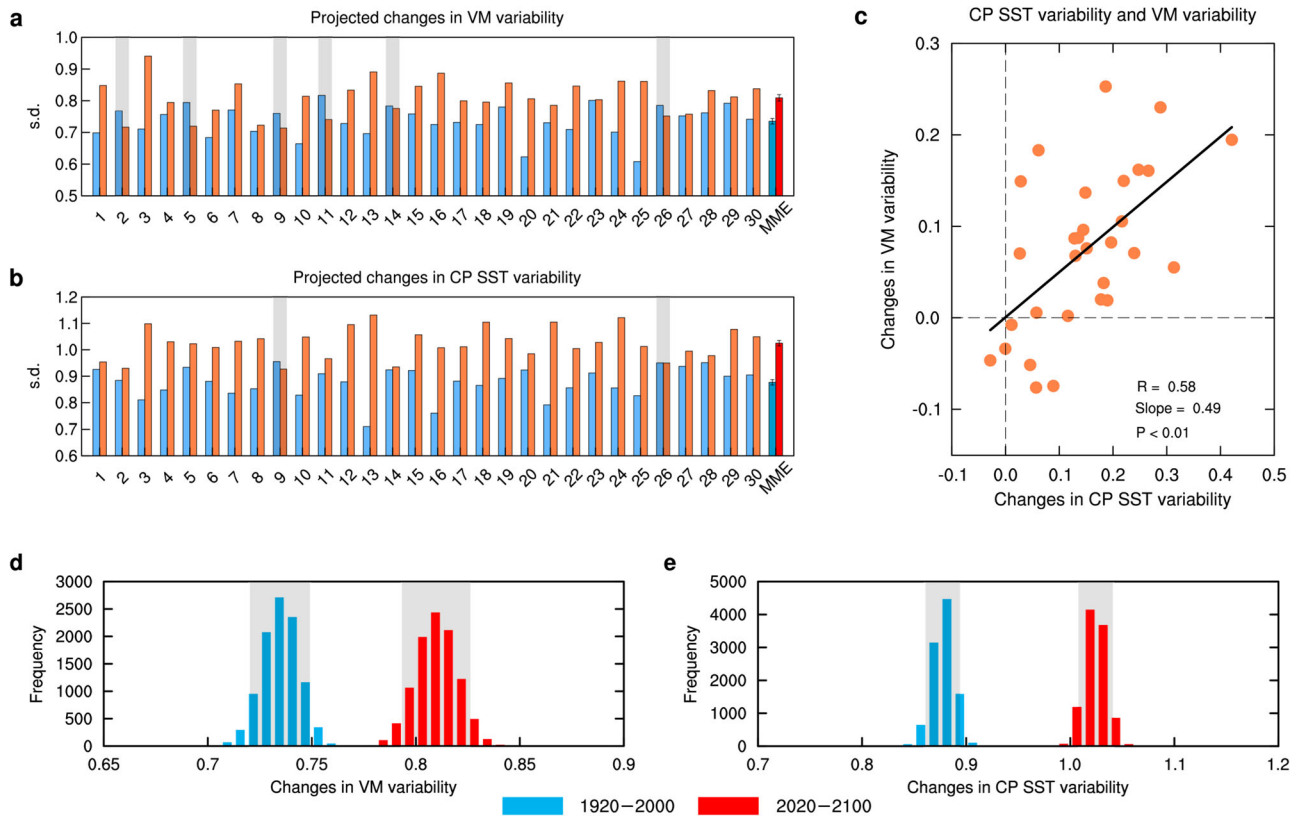 a
Projected changes in VM variability
1.0
0.9
0.8
0.7
0.6
0.5
s.d.
1 2 3 4 5 6 7 8 9 10 11 12 13 14 15 16 17 18 19 20 21 22 23 24 25 26 27 28 29 30 MME
b
Projected changes in CP SST variability
1.2
1.1
1.0
0.9
0.8
0.7
0.6
s.d.
1 2 3 4 5 6 7 8 9 10 11 12 13 14 15 16 17 18 19 20 21 22 23 24 25 26 27 28 29 30 MME
c
CP SST variability and VM variability
0.3
0.2
0.1
0.0
-0.1
Changes in VM variability
R = 0.58
Slope = 0.49
P < 0.01
-0.1 0.0 0.1 0.2 0.3 0.4 0.5
Changes in CP SST variability
d
3000
2500
2000
1500
1000
500
0
Frequency
0.65 0.7 0.75 0.8 0.85 0.9
Changes in VM variability
e
5000
4000
3000
2000
1000
0
Frequency
0.7 0.8 0.9 1.0 1.1 1.2
Changes in CP SST variability
1920−2000 2020−2100